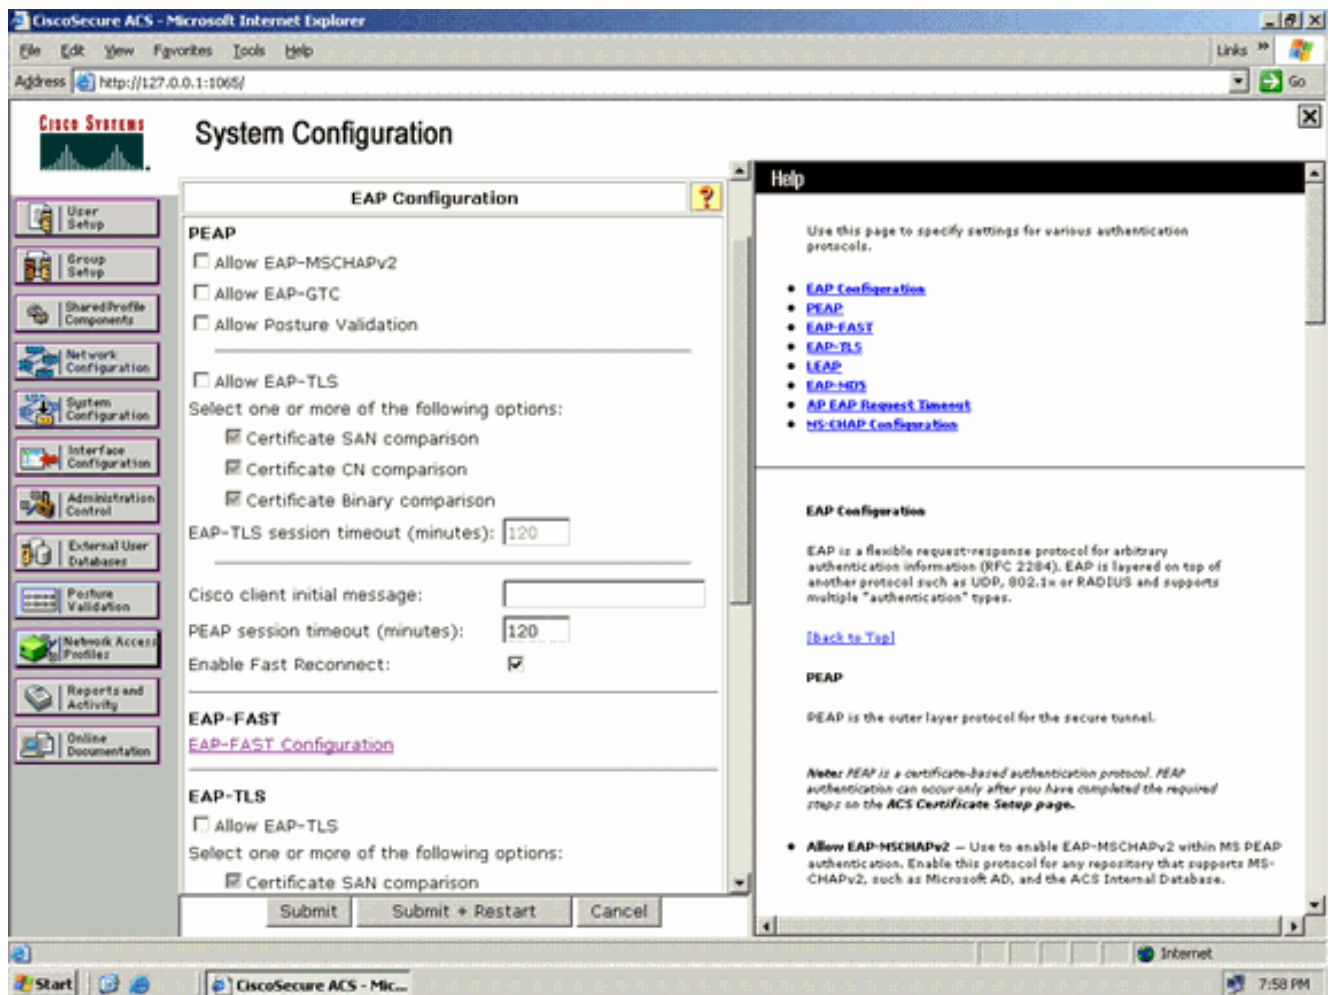 CiscoSecure ACS - Microsoft Internet Explorer
File Edit View Favorites Tools Help
Links »
Address http://127.0.0.1:1065/
Go
CISCO SYSTEMS
System Configuration
User Setup
Group Setup
Shared Profile Components
Network Configuration
System Configuration
Interface Configuration
Administration Control
External User Databases
Posture Validation
Network Access Profiles
Reports and Activity
Online Documentation
EAP Configuration
?
PEAP
Allow EAP-MSCHAPv2
Allow EAP-GTC
Allow Posture Validation
Allow EAP-TLS
Select one or more of the following options:
Certificate SAN comparison
Certificate CN comparison
Certificate Binary comparison
EAP-TLS session timeout (minutes): 120
Cisco client initial message:
PEAP session timeout (minutes): 120
Enable Fast Reconnect:
EAP-FAST
EAP-FAST Configuration
EAP-TLS
Allow EAP-TLS
Select one or more of the following options:
Certificate SAN comparison
Submit
Submit + Restart
Cancel
Help
Use this page to specify settings for various authentication
protocols.
EAP Configuration
PEAP
EAP-FAST
EAP-TLS
LEAP
EAP-MD5
AP EAP Request Timeout
MS-CHAP Configuration
EAP Configuration
EAP is a flexible request-response protocol for arbitrary
authentication information (RFC 2284). EAP is layered on top of
another protocol such as UDP, 802.1x or RADIUS and supports
multiple "authentication" types.
[Back to Top]
PEAP
PEAP is the outer layer protocol for the secure tunnel.
Note: PEAP is a certificate-based authentication protocol. PEAP
authentication can occur only after you have completed the required
steps on the ACS Certificate Setup page.
Allow EAP-MSCHAPv2 — Use to enable EAP-MSCHAPv2 within MS PEAP
authentication. Enable this protocol for any repository that supports MS-
CHAPv2, such as Microsoft AD, and the ACS Internal Database.
Internet
Start
CiscoSecure ACS - Mic...
7:58 PM